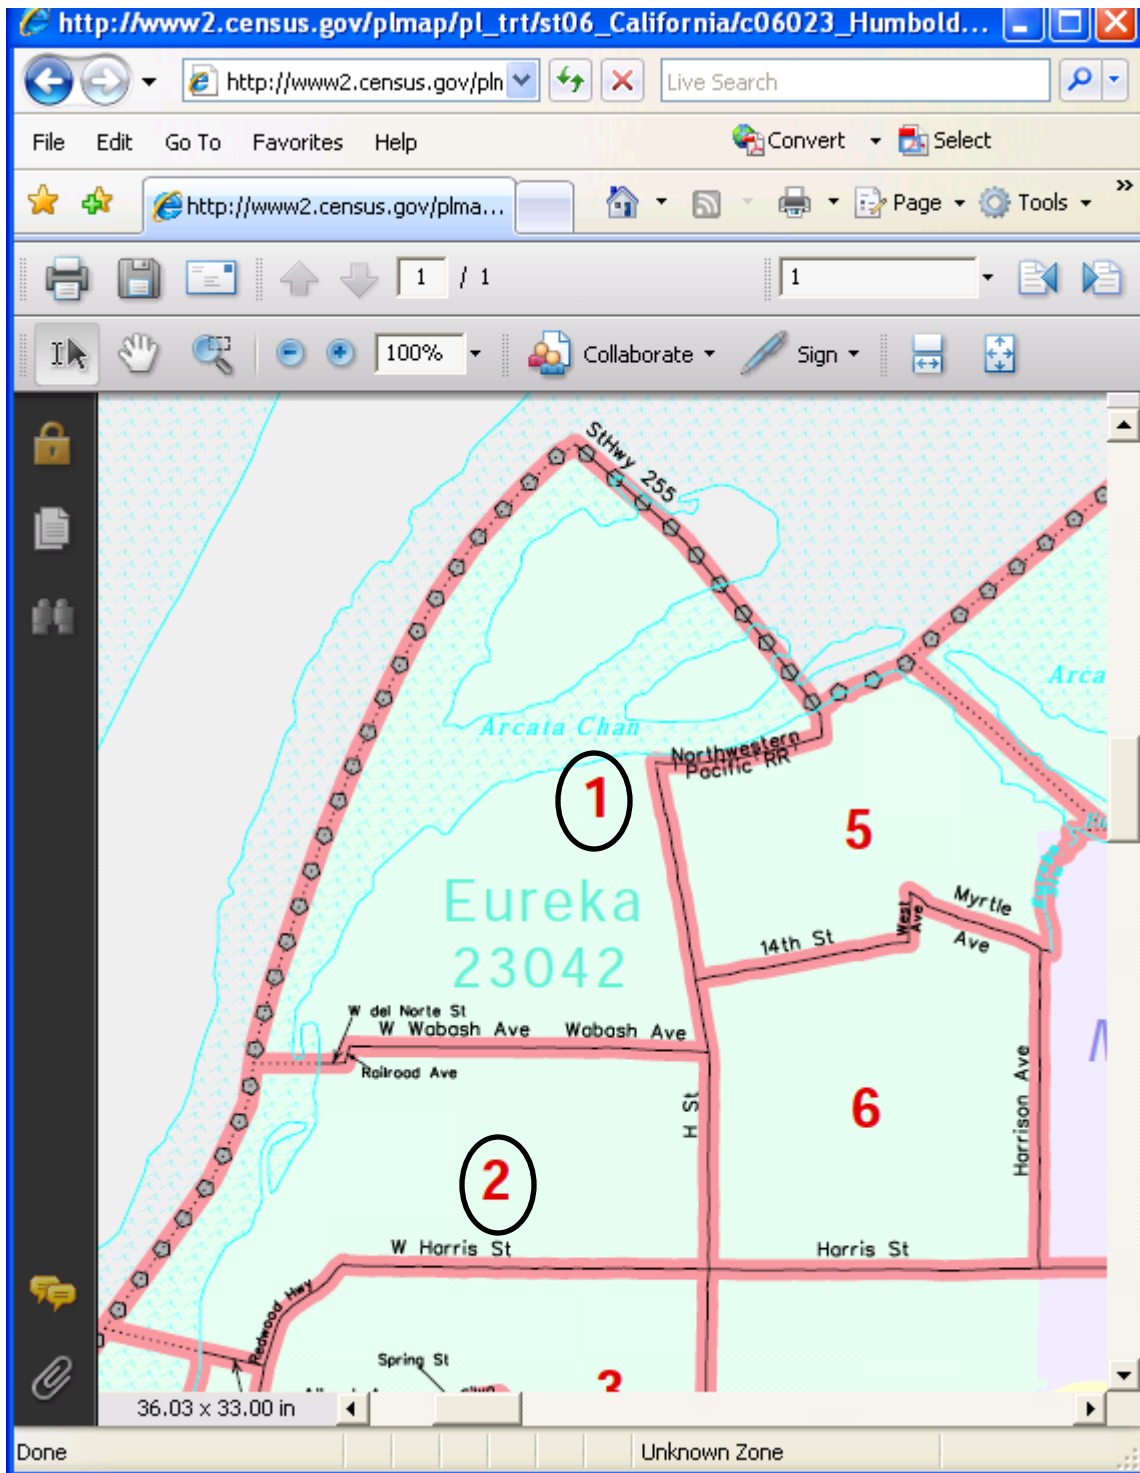 http://www2.census.gov/plmap/pl_trt/st06_California/c06023_Humbold...
http://www2.census.gov/pln
Live Search
File Edit Go To Favorites Help
Convert Select
http://www2.census.gov/plma...
Page Tools »
1 / 1
1
100%
Collaborate
Sign
StHwy 255
Arcata Chan
Arca
Northwestern
Pacific RR
1
5
Eureka
23042
Myrtle
Ave
West
Ave
14th St
W del Norte St
W Wabash Ave
Wabash Ave
Railroad Ave
H St
Harrison Ave
6
2
W Harris St
Harris St
Redwood Hwy
Spring St
3
36.03 x 33.00 in
Done
Unknown Zone